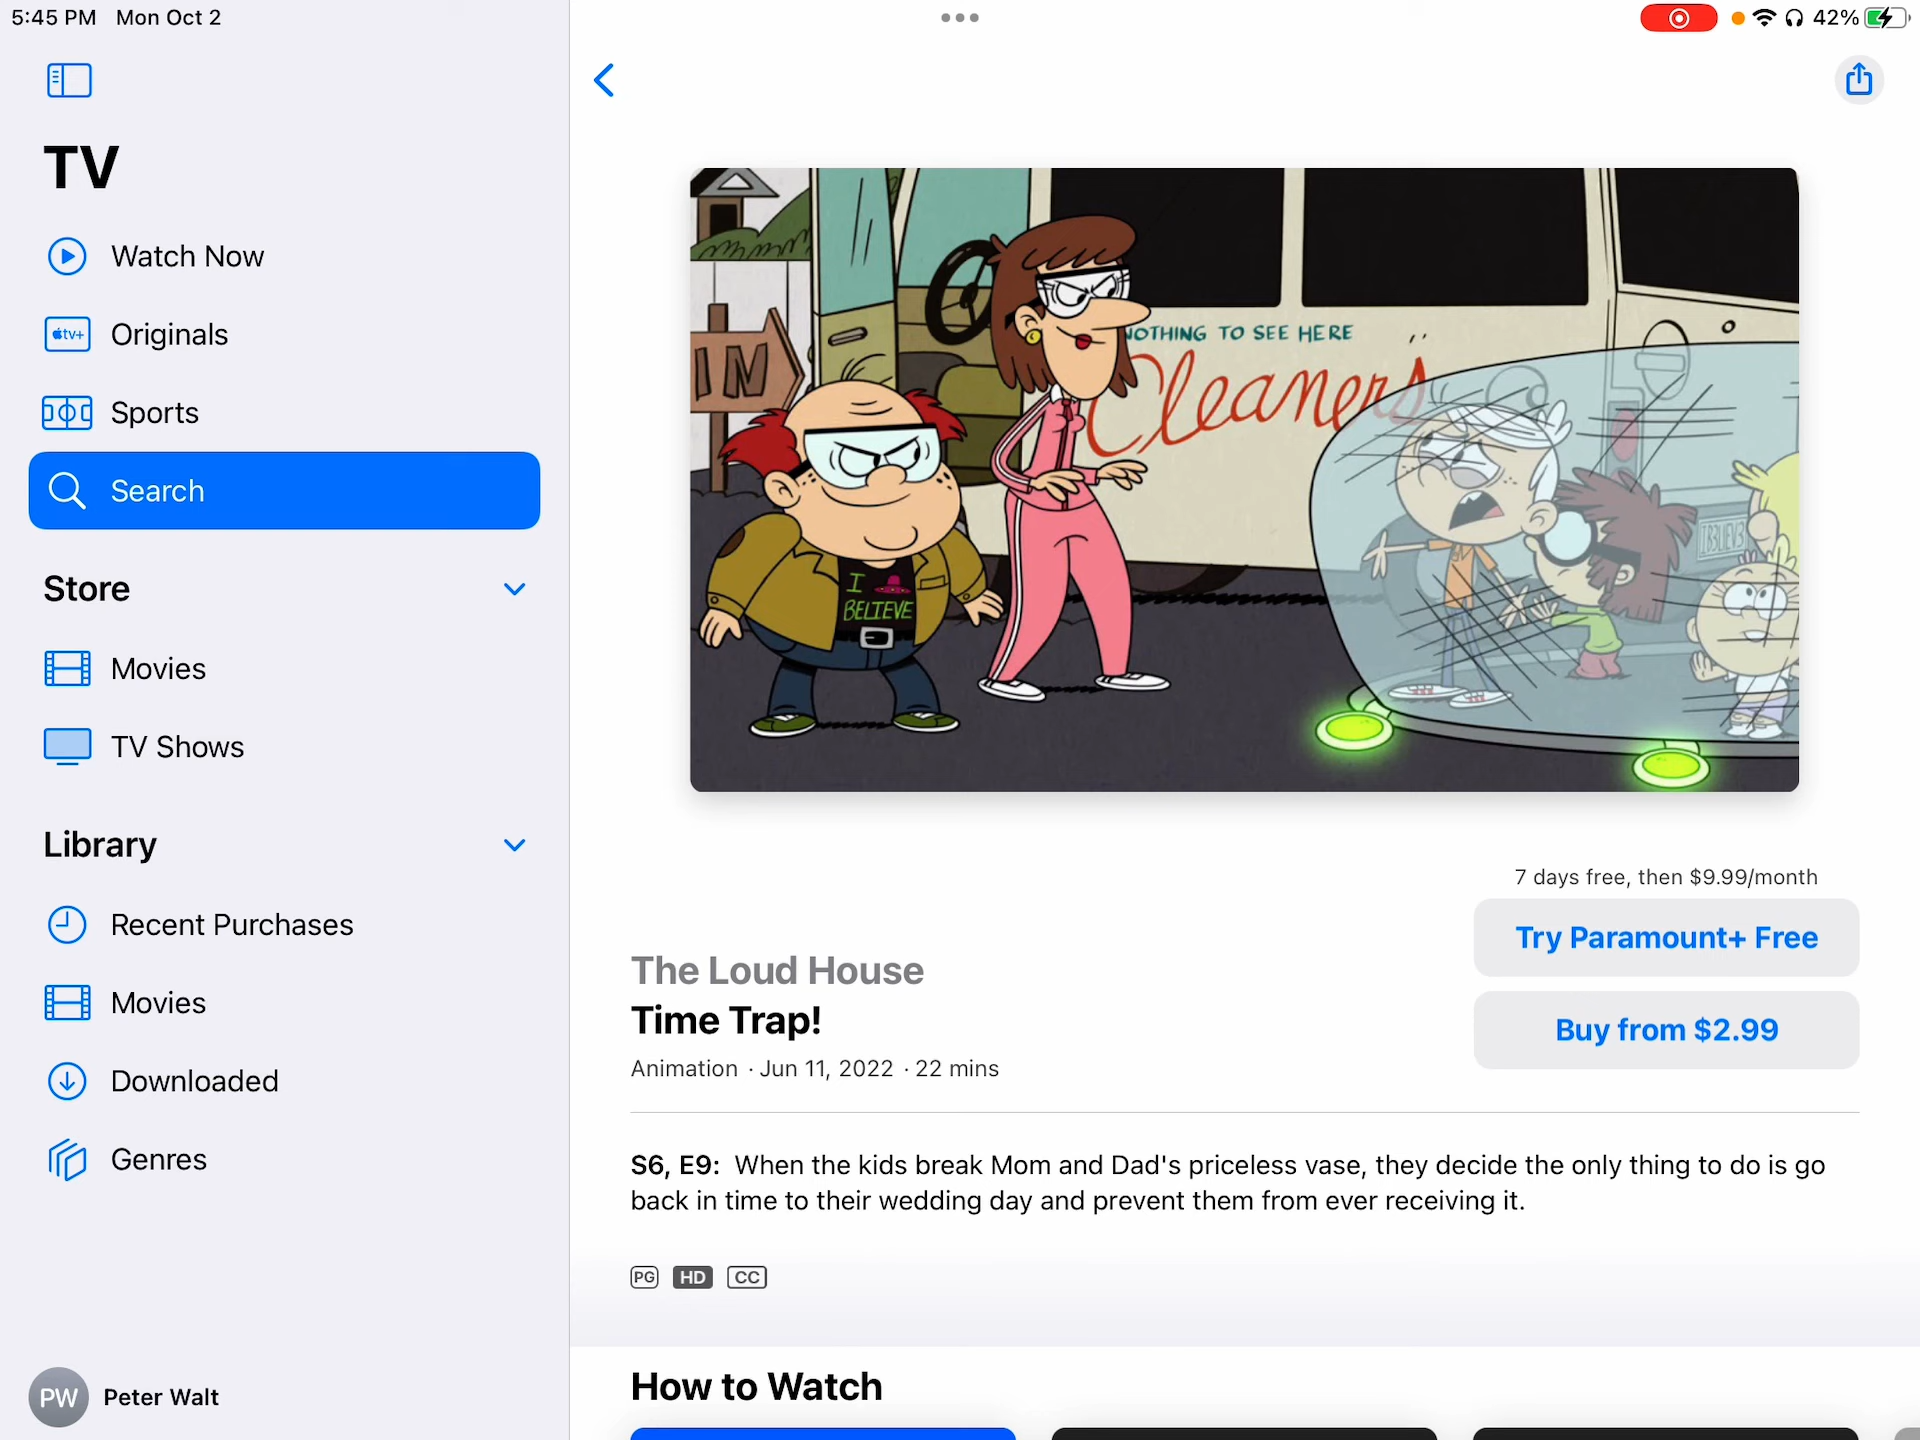 5:45 PM Mon Oct 2
42%
TV
Watch Now
tv+
Originals
Sports
Search
Store
Movies
TV Shows
Library
Recent Purchases
Movies
Downloaded
Genres
PW
Peter Walt
IN
NOTHING TO SEE HERE
Cleaners
I
BELIEVE
7 days free, then $9.99/month
Try Paramount+ Free
Buy from $2.99
The Loud House
Time Trap!
Animation · Jun 11, 2022 · 22 mins
S6, E9: When the kids break Mom and Dad's priceless vase, they decide the only thing to do is go
back in time to their wedding day and prevent them from ever receiving it.
PG HD CC
How to Watch